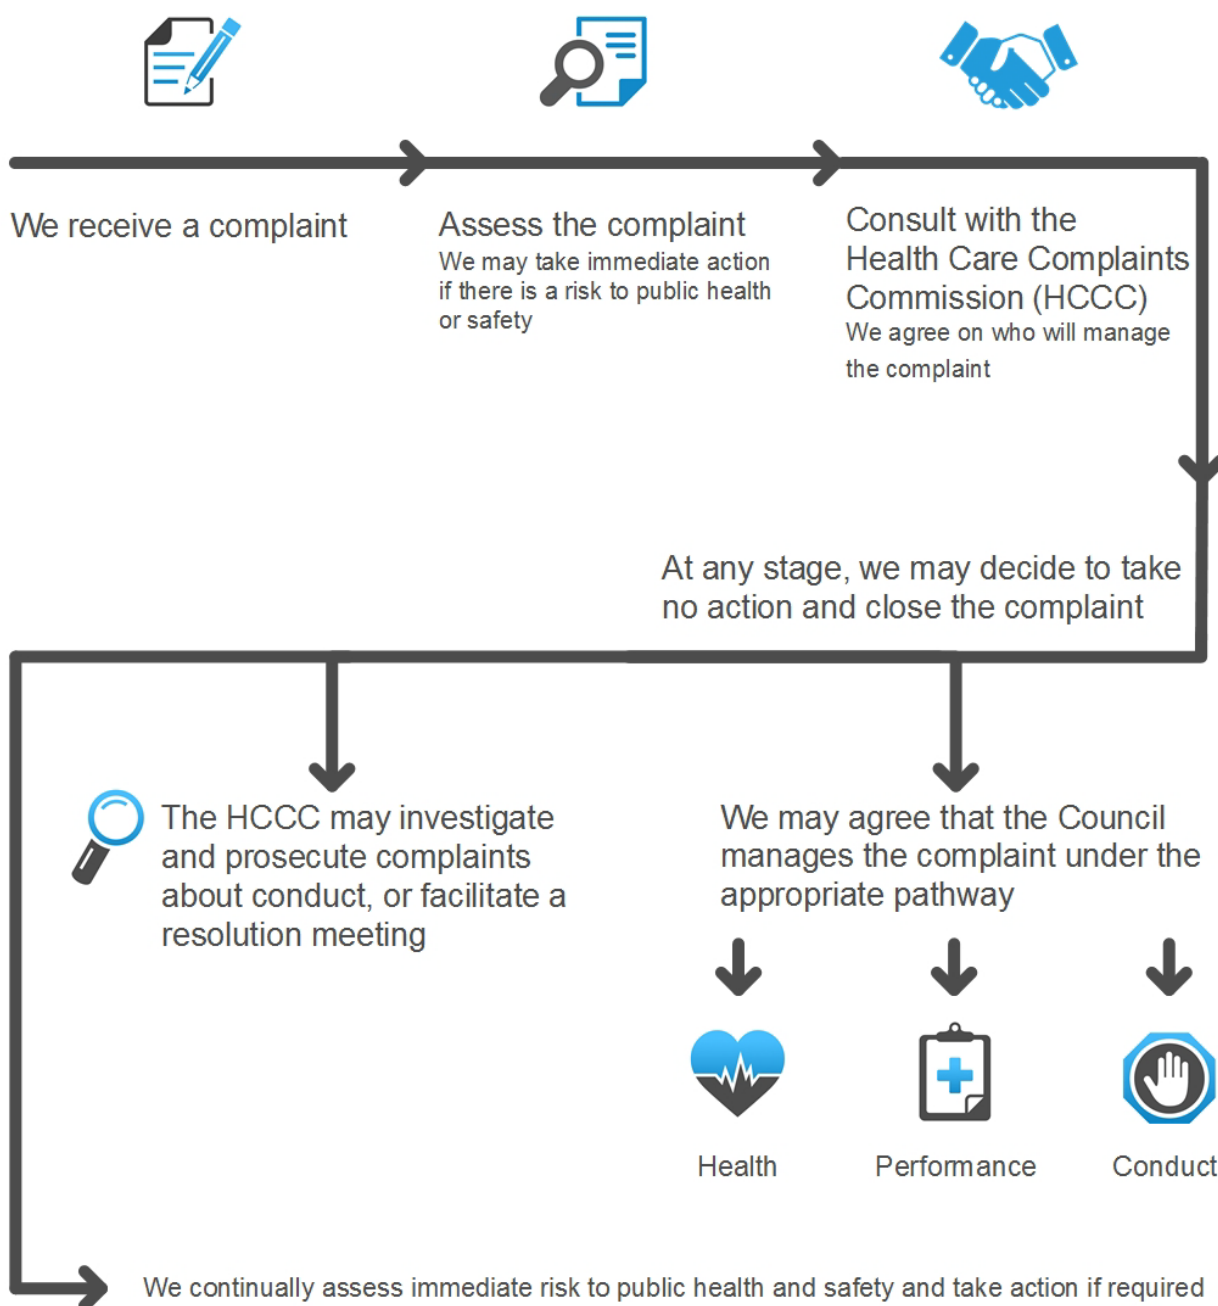 We receive a complaint
Assess the complaint
We may take immediate action
if there is a risk to public health
or safety
Consult with the
Health Care Complaints
Commission (HCCC)
We agree on who will manage
the complaint
At any stage, we may decide to take
no action and close the complaint
The HCCC may investigate
and prosecute complaints
about conduct, or facilitate a
resolution meeting
We may agree that the Council
manages the complaint under the
appropriate pathway
Health
Performance
Conduct
We continually assess immediate risk to public health and safety and take action if required